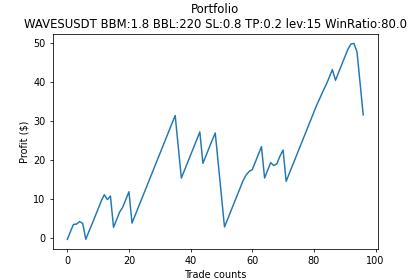 Portfolio
WAVESUSDT BBM:1.8 BBL:220 SL:0.8 TP:0.2 lev:15 WinRatio:80.0
50
40
30
20
10
0
Profit ($)
0 20 40 60 80 100
Trade counts